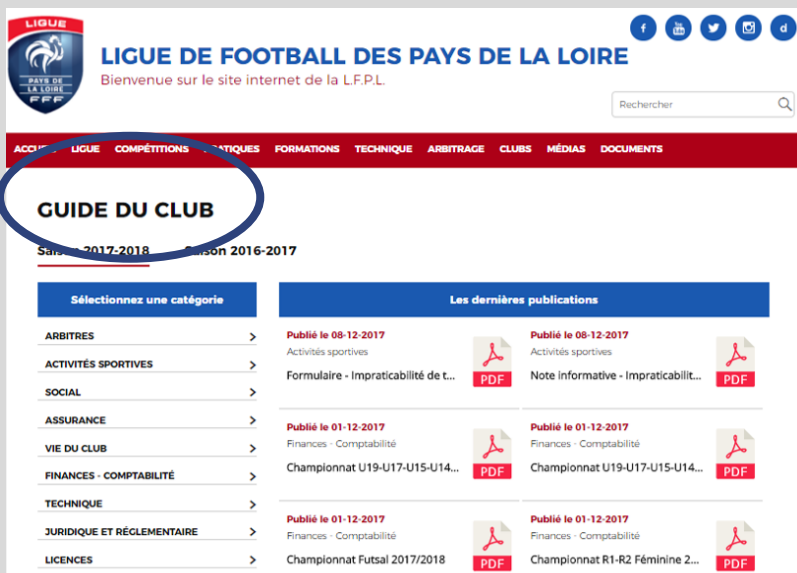 LIGUE
PAYS DE
LA LOIRE
FFF
LIGUE DE FOOTBALL DES PAYS DE LA LOIRE
Bienvenue sur le site internet de la L.F.P.L.
f You Tube d
Rechercher
ACCUEIL LIGUE COMPÉTITIONS PRATIQUES FORMATIONS TECHNIQUE ARBITRAGE CLUBS MÉDIAS DOCUMENTS
GUIDE DU CLUB
Saison 2017-2018 Saison 2016-2017
Sélectionnez une catégorie
ARBITRES
ACTIVITÉS SPORTIVES
SOCIAL
ASSURANCE
VIE DU CLUB
FINANCES - COMPTABILITÉ
TECHNIQUE
JURIDIQUE ET RÉGLEMENTAIRE
LICENCES
Les dernières publications
Publié le 08-12-2017
Activités sportives
Formulaire - Impraticabilité de t...
PDF
Publié le 08-12-2017
Activités sportives
Note informative - Impraticabilit...
PDF
Publié le 01-12-2017
Finances - Comptabilité
Championnat U19-U17-U15-U14...
PDF
Publié le 01-12-2017
Finances - Comptabilité
Championnat U19-U17-U15-U14...
PDF
Publié le 01-12-2017
Finances - Comptabilité
Championnat Futsal 2017/2018
PDF
Publié le 01-12-2017
Finances - Comptabilité
Championnat R1-R2 Féminine 2...
PDF